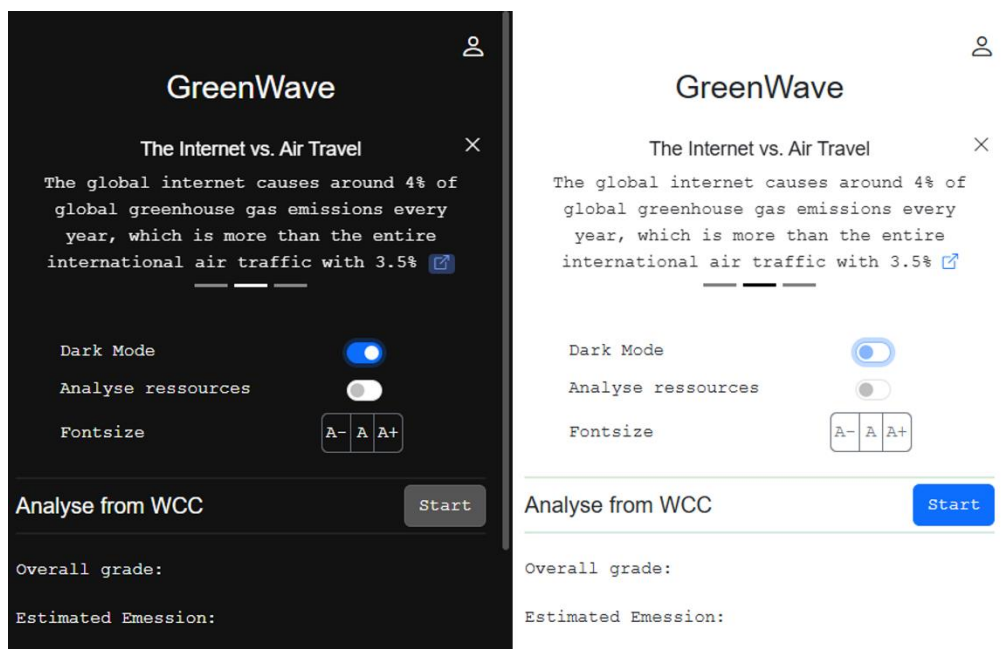 GreenWave
The Internet vs. Air Travel
The global internet causes around 4% of
global greenhouse gas emissions every
year, which is more than the entire
international air traffic with 3.5%
Dark Mode
Analyse ressources
Fontsize
A- A A+
Analyse from WCC
Start
Overall grade:
Estimated Emession:
GreenWave
The Internet vs. Air Travel
The global internet causes around 4% of
global greenhouse gas emissions every
year, which is more than the entire
international air traffic with 3.5%
Dark Mode
Analyse ressources
Fontsize
A- A A+
Analyse from WCC
Start
Overall grade:
Estimated Emession: